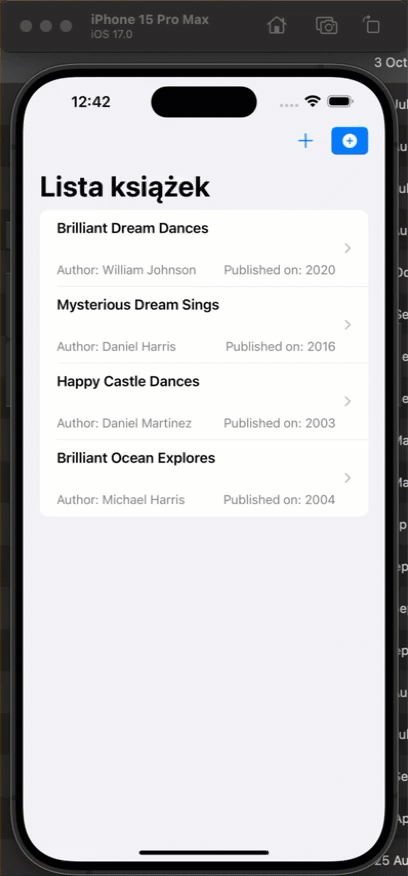 iPhone 15 Pro Max
iOS 17.0
3 Oct
12:42
Lista książek
Brilliant Dream Dances
Author: William Johnson Published on: 2020
Mysterious Dream Sings
Author: Daniel Harris Published on: 2016
Happy Castle Dances
Author: Daniel Martinez Published on: 2003
Brilliant Ocean Explores
Author: Michael Harris Published on: 2004
25 Au